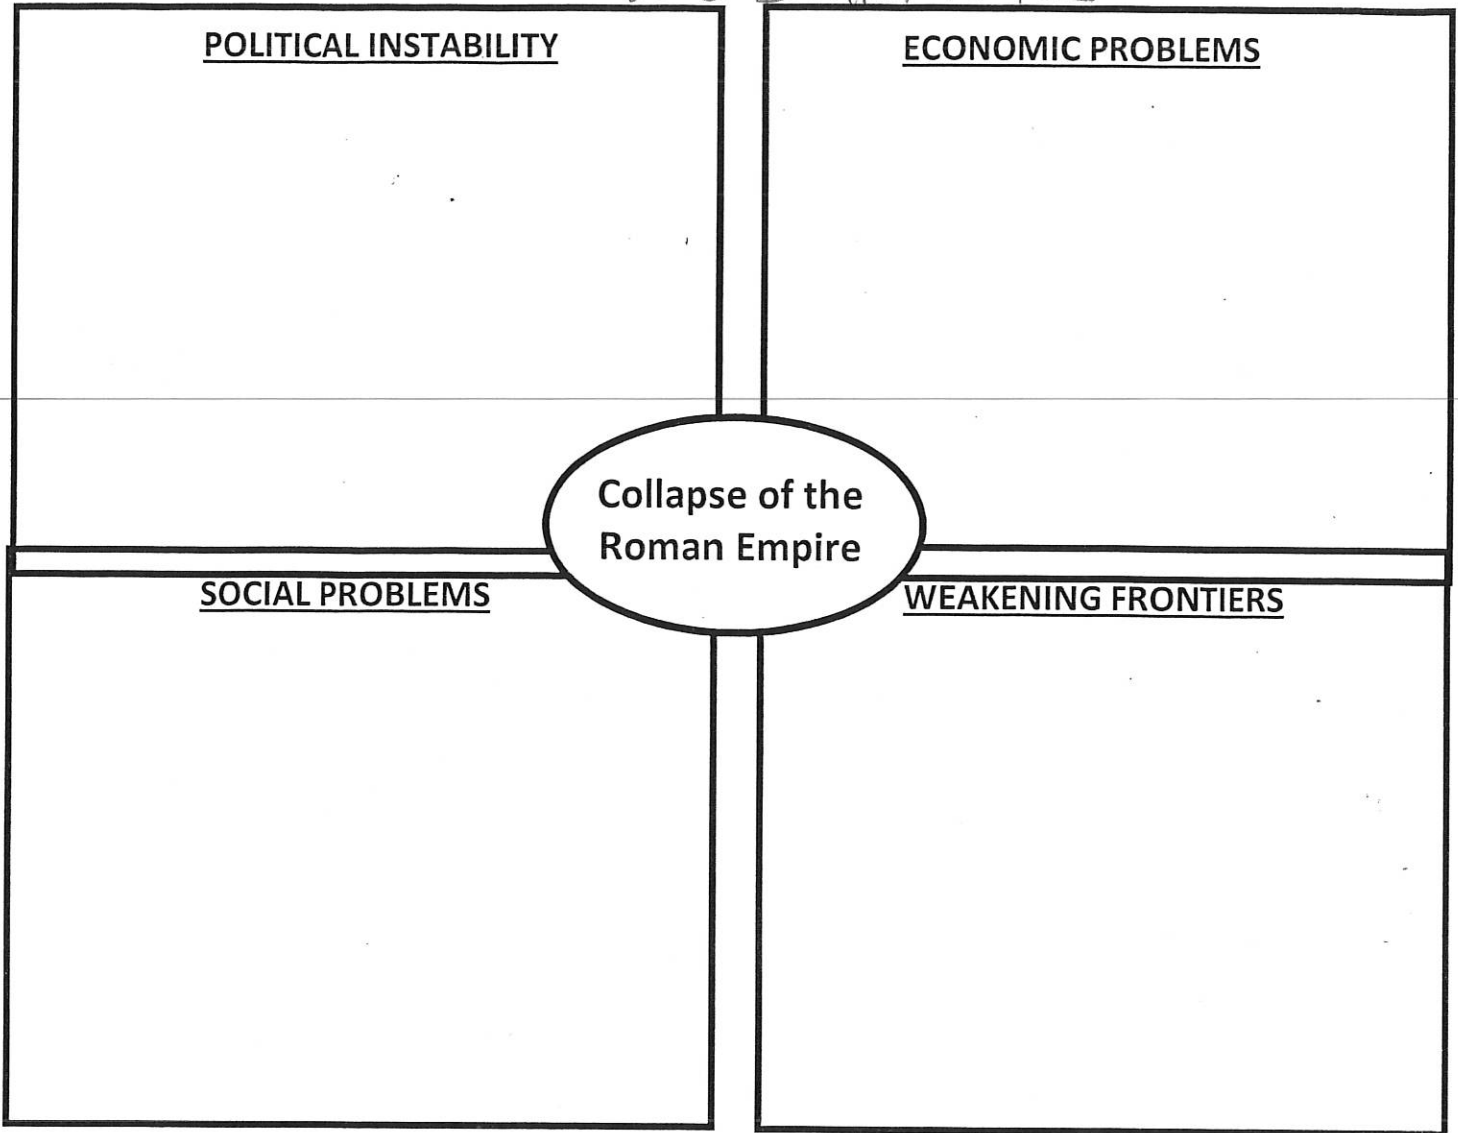 POLITICAL INSTABILITY
ECONOMIC PROBLEMS
Collapse of the
Roman Empire
SOCIAL PROBLEMS
WEAKENING FRONTIERS